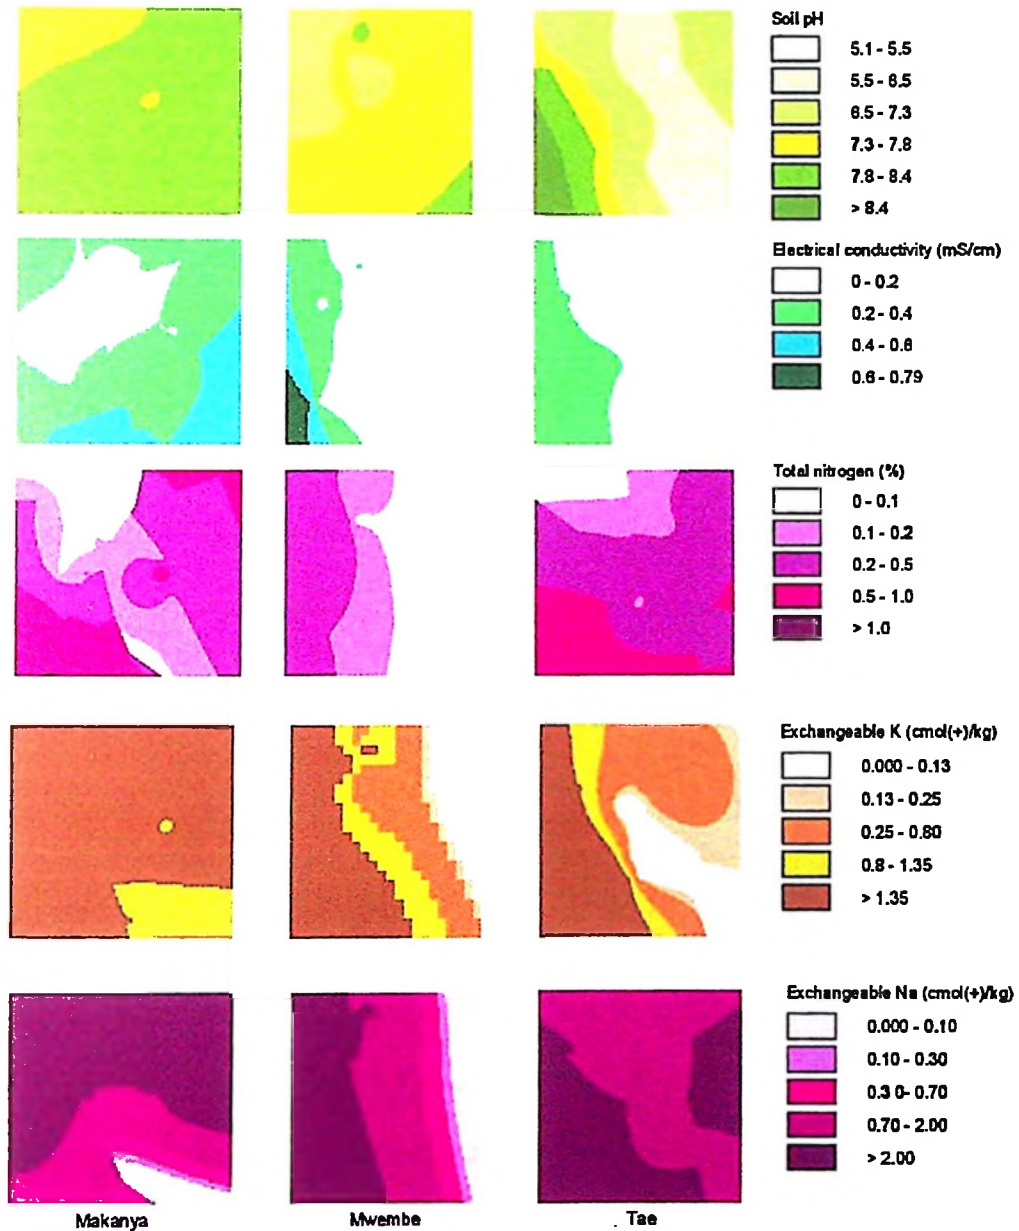 Soil pH
5.1 - 5.5
5.5 - 6.5
6.5 - 7.3
7.3 - 7.8
7.8 - 8.4
> 8.4
Electrical conductivity (mS/cm)
0 - 0.2
0.2 - 0.4
0.4 - 0.6
0.6 - 0.79
Total nitrogen (%)
0 - 0.1
0.1 - 0.2
0.2 - 0.5
0.5 - 1.0
> 1.0
Exchangeable K (cmol(+)/kg)
0.000 - 0.13
0.13 - 0.25
0.25 - 0.80
0.8 - 1.35
> 1.35
Exchangeable Na (cmol(+)/kg)
0.000 - 0.10
0.10 - 0.30
0.30 - 0.70
0.70 - 2.00
> 2.00
Makanya Mwembe Tae